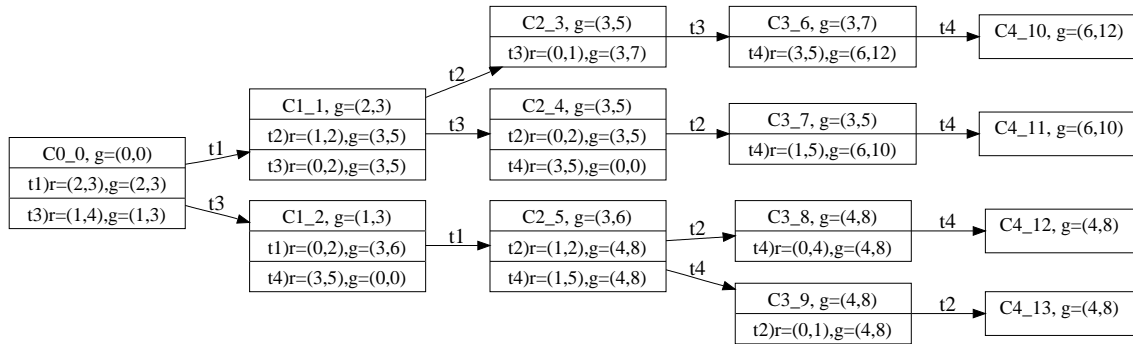 C0_0, g=(0,0)
t1)r=(2,3),g=(2,3)
t3)r=(1,4),g=(1,3)
t1
t3
C1_1, g=(2,3)
t2)r=(1,2),g=(3,5)
t3)r=(0,2),g=(3,5)
C1_2, g=(1,3)
t1)r=(0,2),g=(3,6)
t4)r=(3,5),g=(0,0)
t2
t3
t1
C2_3, g=(3,5)
t3)r=(0,1),g=(3,7)
C2_4, g=(3,5)
t2)r=(0,2),g=(3,5)
t4)r=(3,5),g=(0,0)
C2_5, g=(3,6)
t2)r=(1,2),g=(4,8)
t4)r=(1,5),g=(4,8)
t3
t2
t2
t4
C3_6, g=(3,7)
t4)r=(3,5),g=(6,12)
C3_7, g=(3,5)
t4)r=(1,5),g=(6,10)
C3_8, g=(4,8)
t4)r=(0,4),g=(4,8)
C3_9, g=(4,8)
t2)r=(0,1),g=(4,8)
t4
t4
t4
t2
C4_10, g=(6,12)
C4_11, g=(6,10)
C4_12, g=(4,8)
C4_13, g=(4,8)